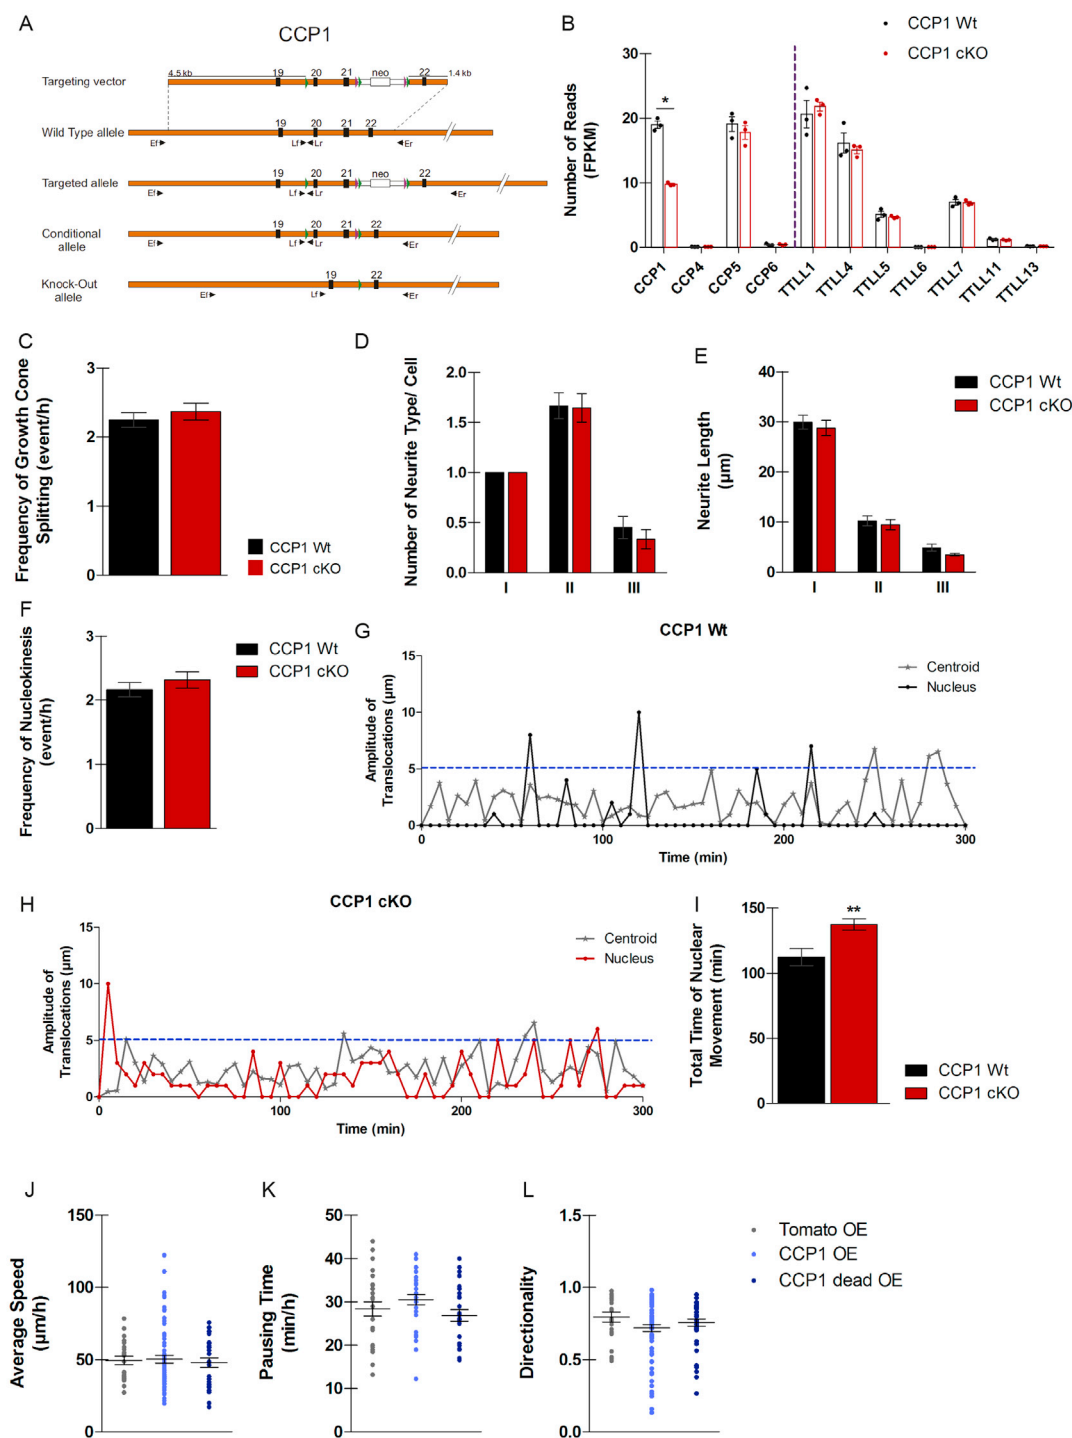 A
CCP1
4.5 kb 19 20 21 neo 22 1.4 kb
Targeting vector
19 20 21 22
Wild Type allele
Ef Lf Lr Er
19 20 21 neo 22
Targeted allele
Ef Lf Lr Er
19 20 21 22
Conditional
allele
Ef Lf Lr Er
19 22
Knock-Out
allele
Ef Lf Er
B
CCP1 Wt
CCP1 cKO
Number of Reads
(FPKM)
30
20
10
0
*
CCP1 CCP4 CCP5 CCP6 TTLL1 TTLL4 TTLL5 TTLL6 TTLL7 TTLL11 TTLL13
C
Frequency of Growth Cone
Splitting (event/h)
3
2
1
0
CCP1 Wt
CCP1 cKO
D
Number of Neurite Type/ Cell
2.0
1.5
1.0
0.5
0.0
I II III
E
Neurite Length
(µm)
40
30
20
10
0
I II III
CCP1 Wt
CCP1 cKO
F
Frequency of Nucleokinesis
(event/h)
3
2
1
0
CCP1 Wt
CCP1 cKO
G
CCP1 Wt
Amplitude of
Translocations (µm)
15
10
5
0
0 100 200 300
Time (min)
Centroid
Nucleus
H
CCP1 cKO
Amplitude of
Translocations (µm)
15
10
5
0
0 100 200 300
Time (min)
Centroid
Nucleus
I
Total Time of Nuclear
Movement (min)
150
100
50
0
**
CCP1 Wt
CCP1 cKO
J
Average Speed
(µm/h)
150
100
50
0
K
Pausing Time
(min/h)
50
40
30
20
10
0
L
Directionality
1.5
1.0
0.5
0.0
Tomato OE
CCP1 OE
CCP1 dead OE